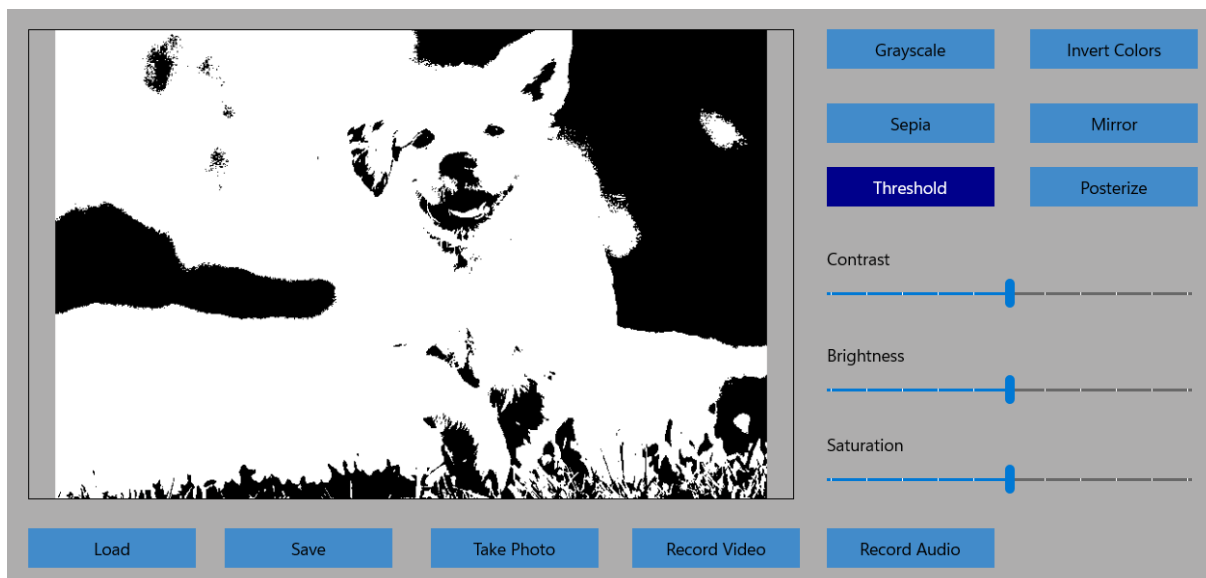 Grayscale
Invert Colors
Sepia
Mirror
Threshold
Posterize
Contrast
Brightness
Saturation
Load
Save
Take Photo
Record Video
Record Audio